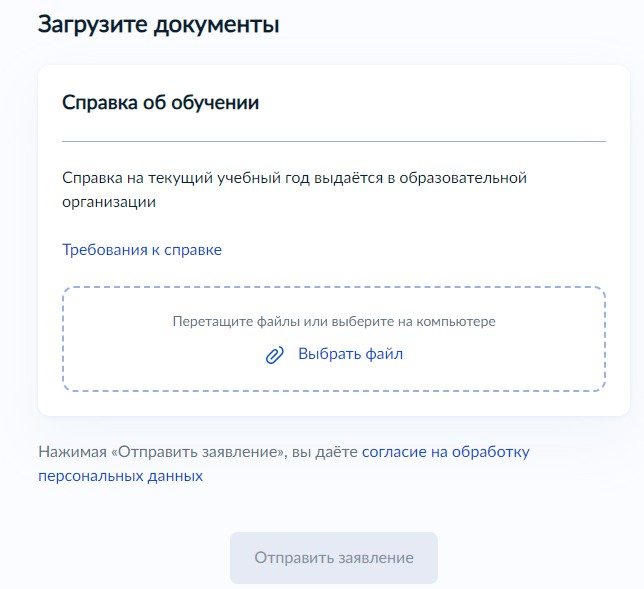 Загрузите документы
Справка об обучении
Справка на текущий учебный год выдаётся в образовательной
организации
Требования к справке
Перетащите файлы или выберите на компьютере
Выбрать файл
Нажимая «Отправить заявление», вы даёте согласие на обработку
персональных данных
Отправить заявление